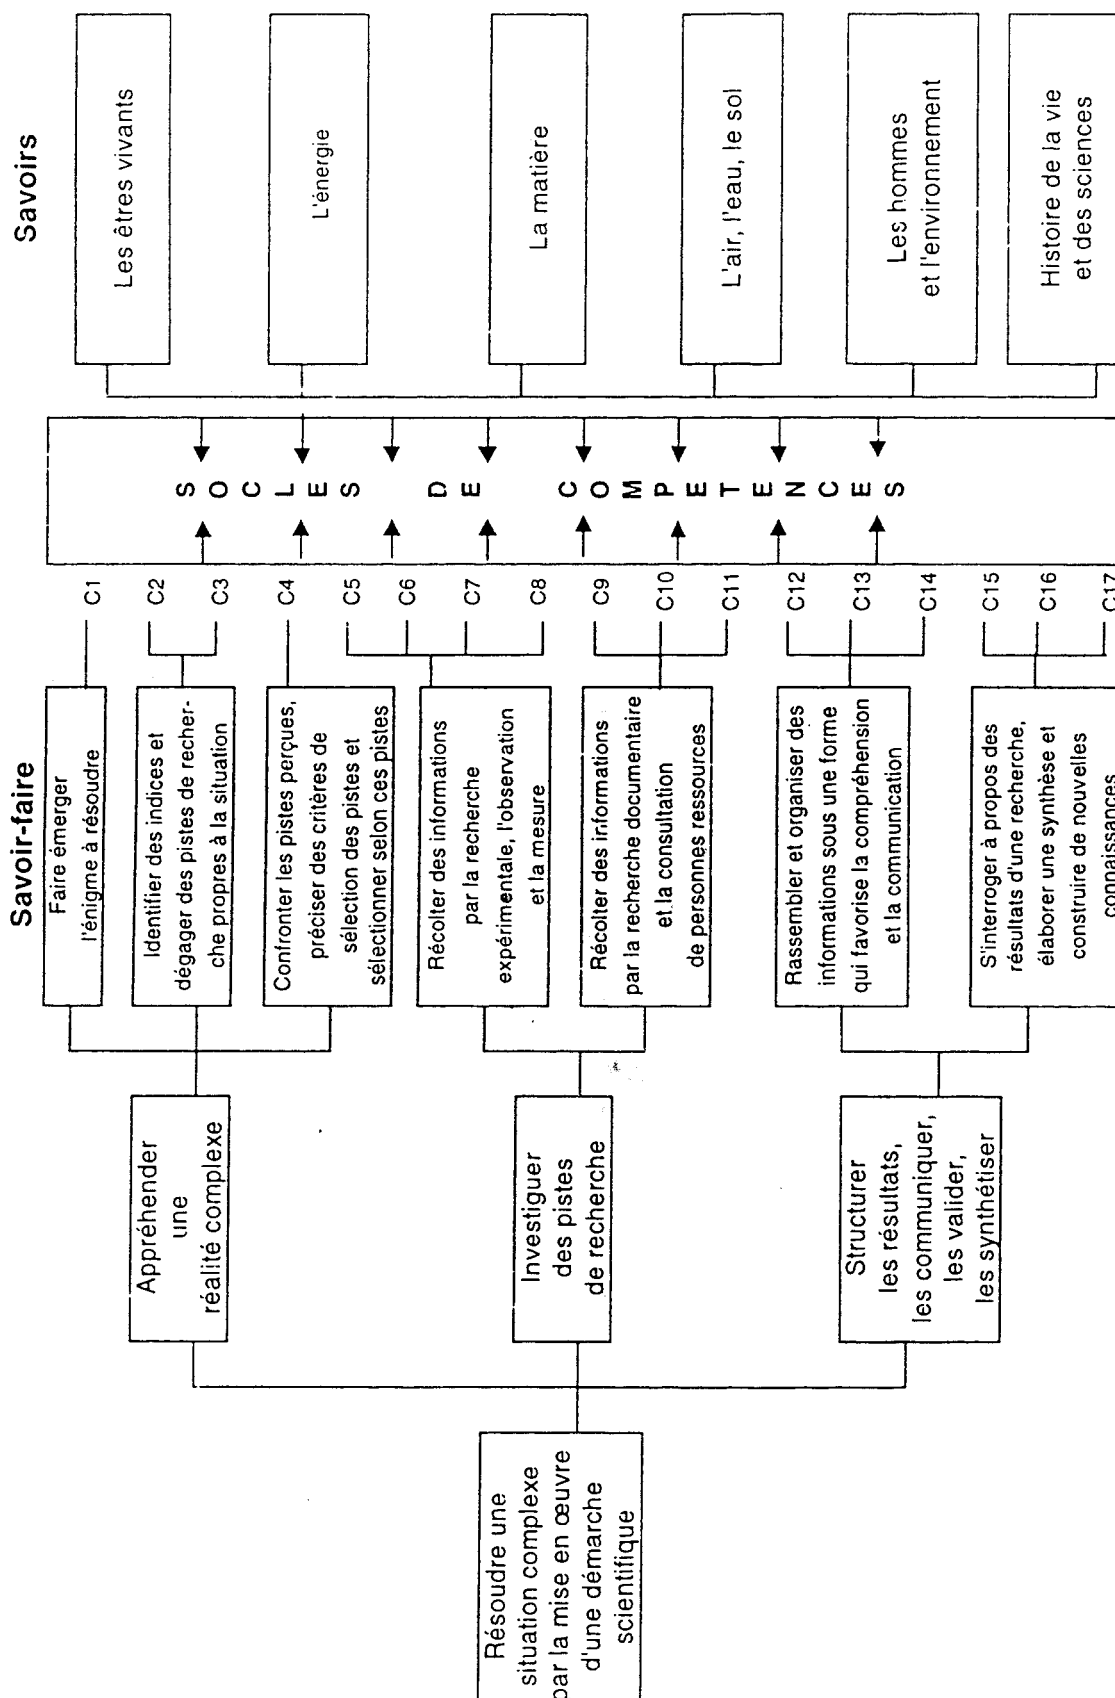 Savoir-faire
Savoirs
Résoudre une
situation complexe
par la mise en œuvre
d'une démarche
scientifique
Appréhender
une
réalité complexe
Investiguer
des pistes
de recherche
Structurer
les résultats,
les communiquer,
les valider,
les synthétiser
Faire émerger
l'énigme à résoudre
Identifier des indices et
dégager des pistes de recher-
che propres à la situation
Confronter les pistes perçues,
préciser des critères de
sélection des pistes et
sélectionner selon ces pistes
Récolter des informations
par la recherche
expérimentale, l'observation
et la mesure
Récolter des informations
par la recherche documentaire
et la consultation
de personnes ressources
Rassembler et organiser des
informations sous une forme
qui favorise la compréhension
et la communication
S'interroger à propos des
résultats d'une recherche,
élaborer une synthèse et
construire de nouvelles
connaissances
C1
C2
C3
C4
C5
C6
C7
C8
C9
C10
C11
C12
C13
C14
C15
C16
C17
SOCLES DE COMPETENCES
Les êtres vivants
L'énergie
La matière
L'air, l'eau, le sol
Les hommes
et l'environnement
Histoire de la vie
et des sciences